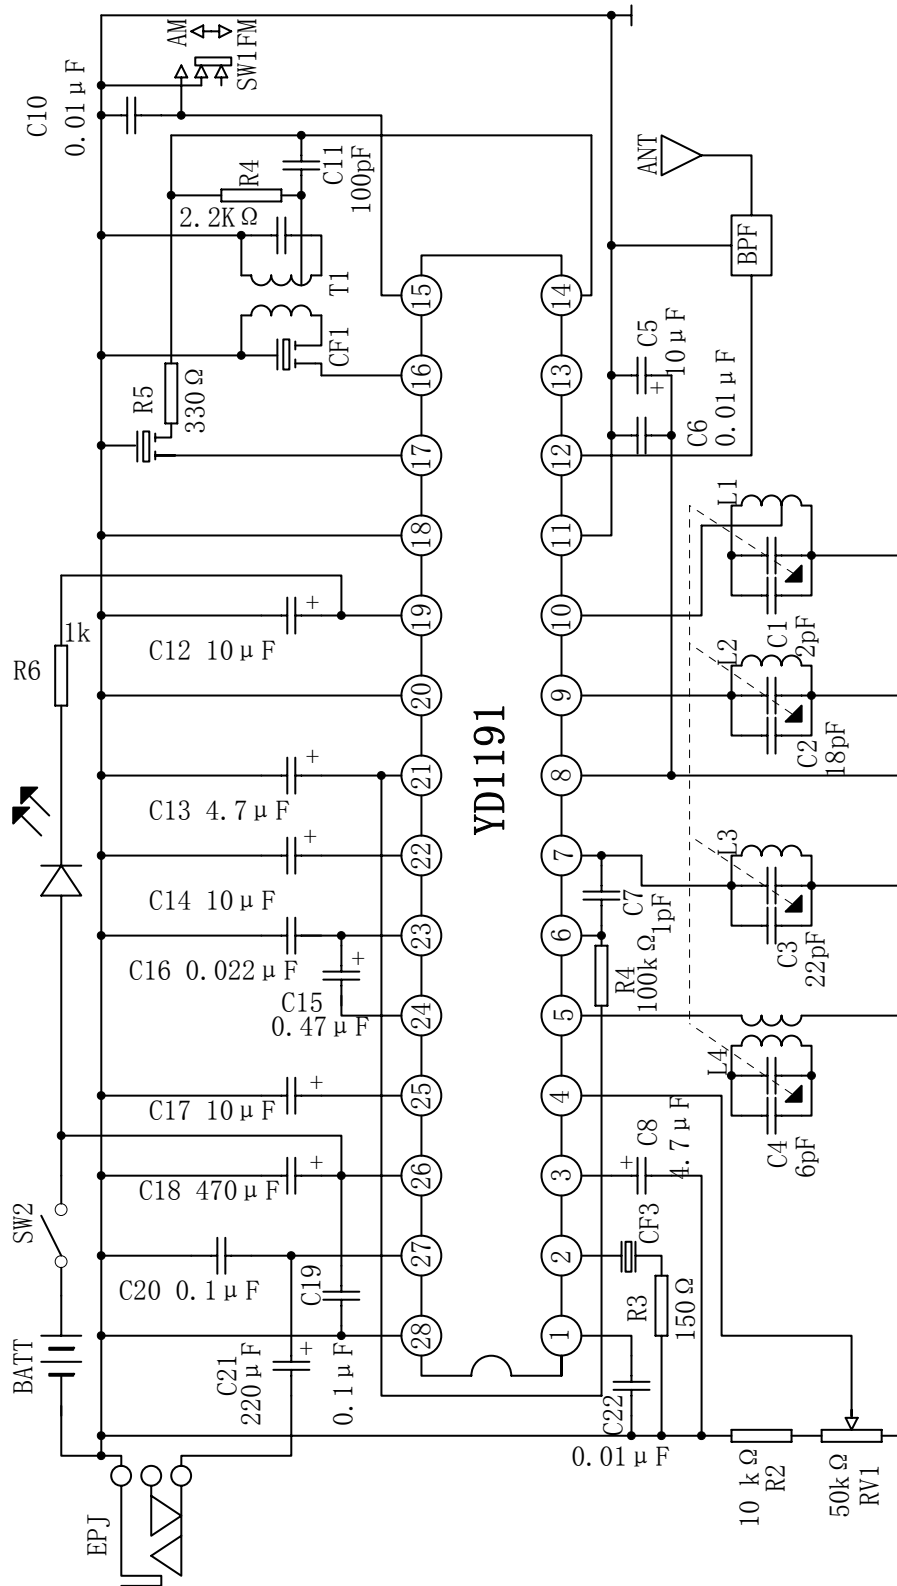 C10
0.01μF
AM
SW1FM
R4
2.2KΩ
C11
100pF
ANT
BPF
T1
CF1
R5
330Ω
15
14
16
13
17
12
18
11
19
10
20
9
21
8
22
7
23
6
24
5
25
4
26
3
27
2
28
1
YD1191
C5
10μF
C6
0.01μF
1k
R6
C12 10μF
C13 4.7μF
C14 10μF
C16 0.022μF
C15
0.47μF
C17 10μF
C18 470μF
C20 0.1μF
C19
0.1μF
C21
220μF
SW2
BATT
EPJ
L1
C1
2pF
L2
C2
18pF
L3
C3
22pF
L4
C4
6pF
C7
1pF
R4
100kΩ
C8
4.7μF
CF3
R3
150Ω
C22
0.01μF
10kΩ
R2
50kΩ
RV1